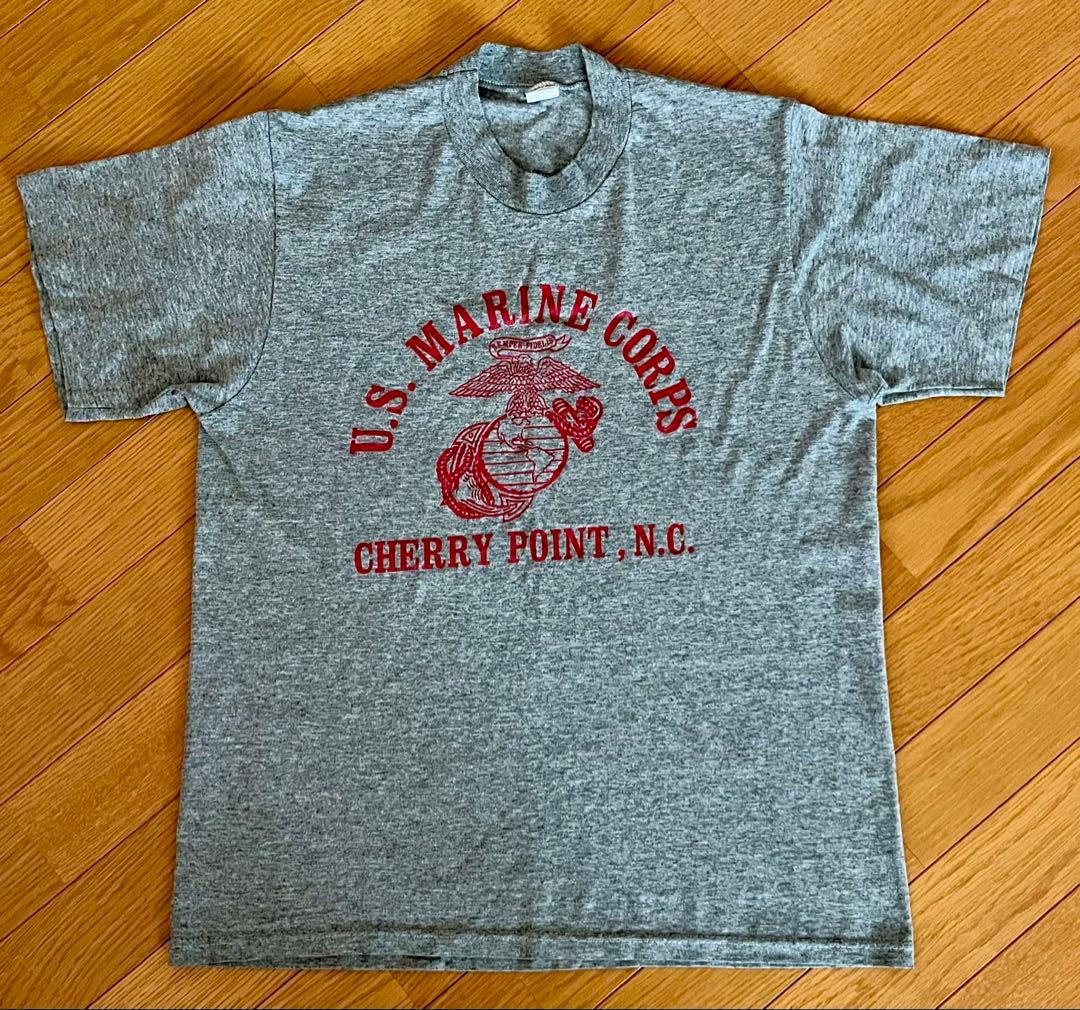 U.S. MARINE CORPS
SEMPER FIDELIS
CHERRY POINT, N.C.